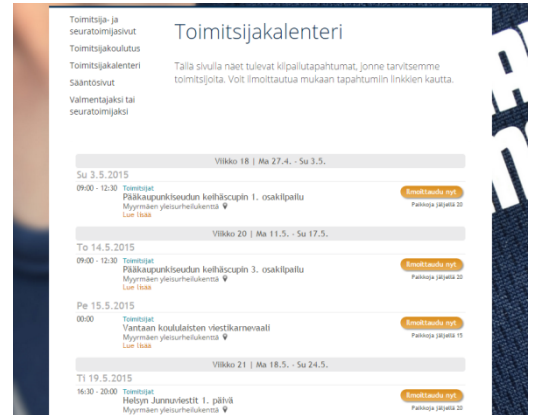 Toimitsija- ja
seuratoimijasivut
Toimitsijakoulutus
Toimitsijakalenteri
Sääntösivut
Valmentajaksi tai
seuratoimijaksi
Toimitsijakalenteri
Tällä sivulla näet tulevat kilpailutapahtumat, jonne tarvitsemme
toimitsijoita. Voit ilmoittautua mukaan tapahtumiin linkkien kautta.
Viikko 18 | Ma 27.4. - Su 3.5.
Su 3.5.2015
09:00 - 12:30 Toimitsijat
Pääkaupunkiseudun keihäscupin 1. osakilpailu
Myyrmäen yleisurheilukenttä
Lue lisää
Ilmoittaudu nyt
Paikkoja jäljellä 20
Viikko 20 | Ma 11.5. - Su 17.5.
To 14.5.2015
09:00 - 12:30 Toimitsijat
Pääkaupunkiseudun keihäscupin 3. osakilpailu
Myyrmäen yleisurheilukenttä
Lue lisää
Ilmoittaudu nyt
Paikkoja jäljellä 20
Pe 15.5.2015
00:00 Toimitsijat
Vantaan koululaisten viestikarnevaali
Myyrmäen yleisurheilukenttä
Lue lisää
Ilmoittaudu nyt
Paikkoja jäljellä 15
Viikko 21 | Ma 18.5. - Su 24.5.
Ti 19.5.2015
16:30 - 20:00 Toimitsijat
Helsyn Junnuviestit 1. päivä
Myyrmäen yleisurheilukenttä
Ilmoittaudu nyt
Paikkoja jäljellä 20